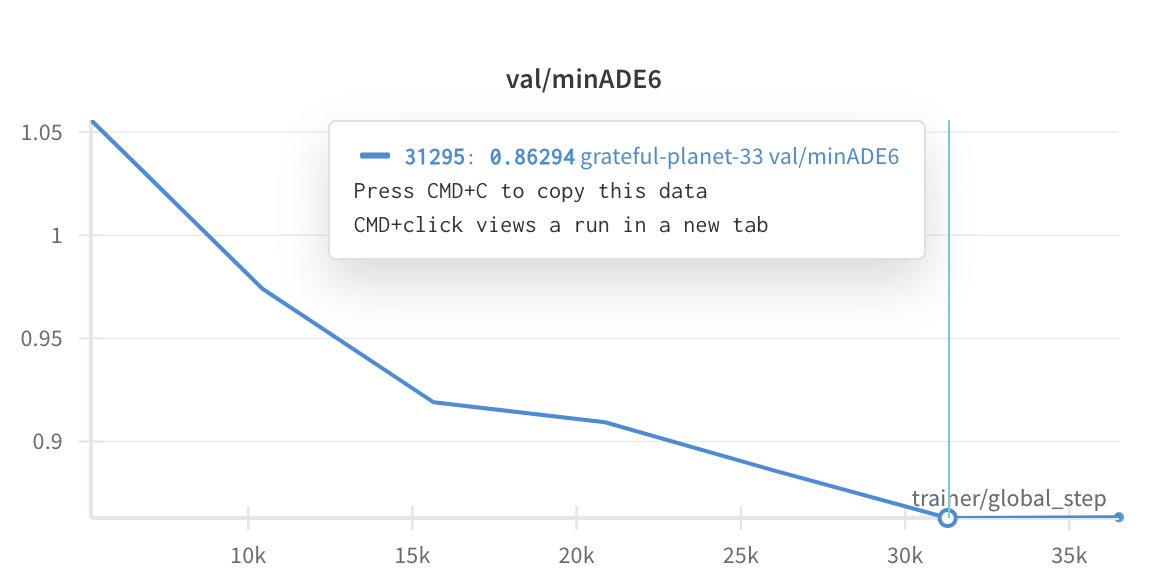 val/minADE6
1.05
31295: 0.86294 grateful-planet-33 val/minADE6
Press CMD+C to copy this data
CMD+click views a run in a new tab
1
0.95
0.9
trainer/global_step
10k 15k 20k 25k 30k 35k